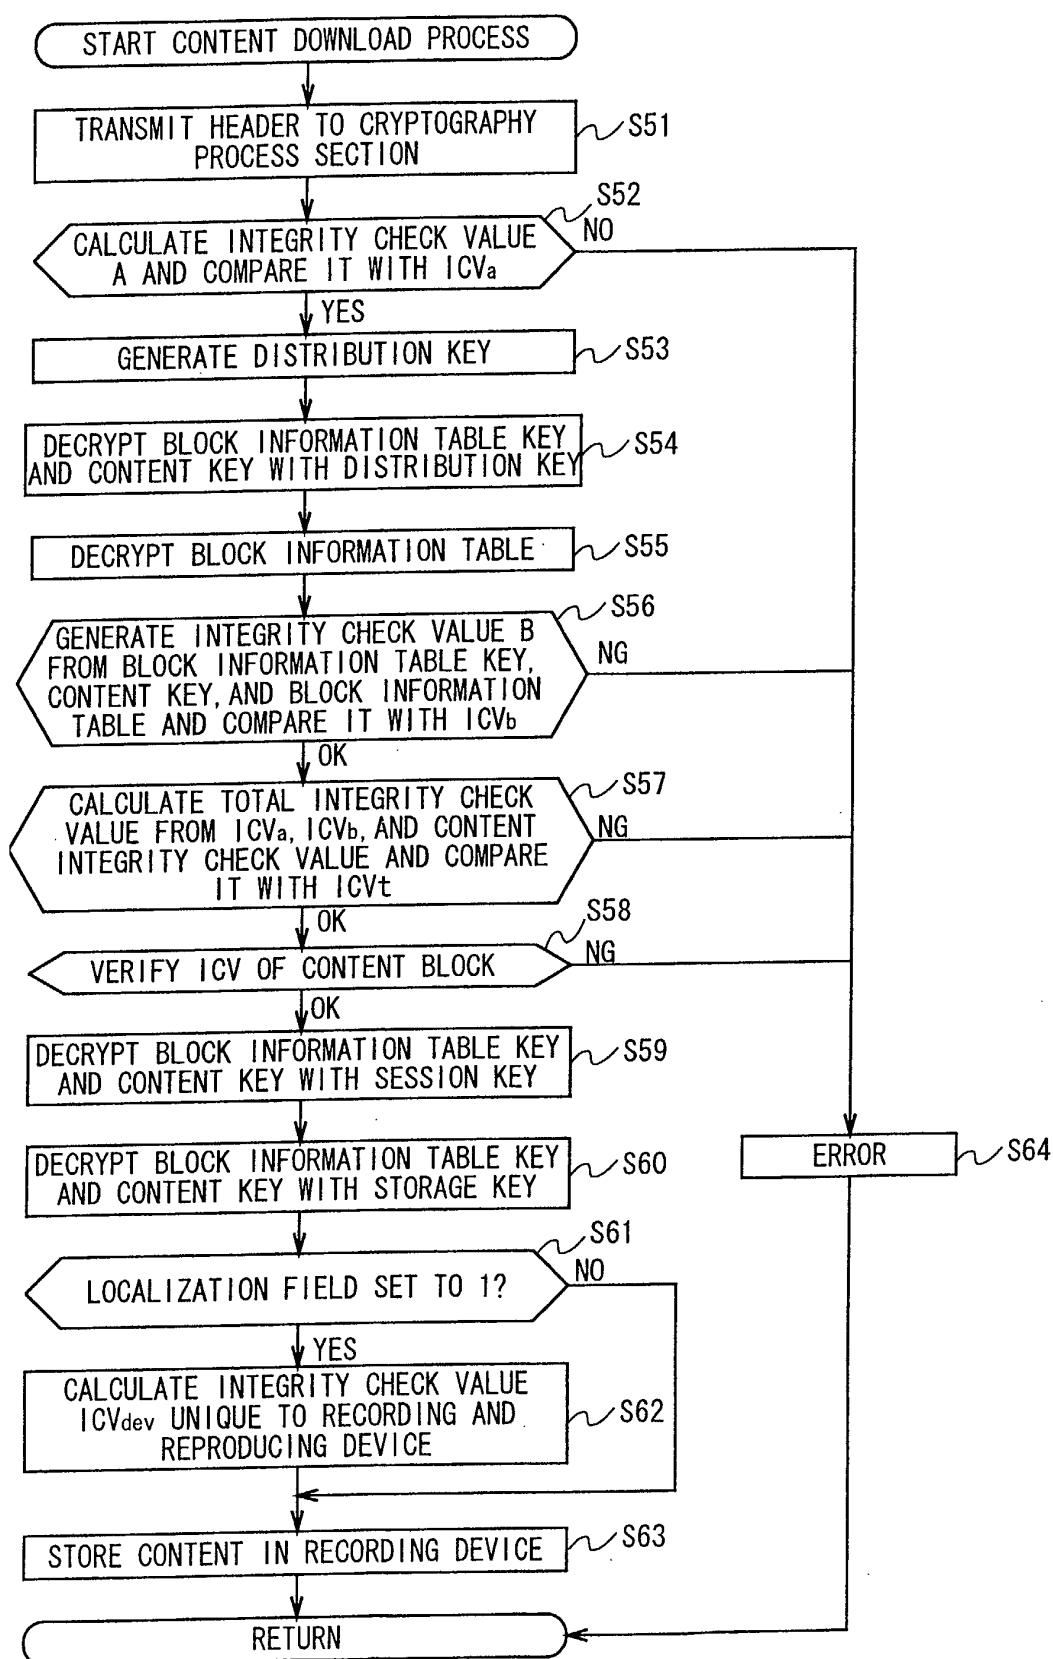 START CONTENT DOWNLOAD PROCESS
TRANSMIT HEADER TO CRYPTOGRAPHY
PROCESS SECTION
S51
S52
CALCULATE INTEGRITY CHECK VALUE
A AND COMPARE IT WITH ICVa
NO
YES
GENERATE DISTRIBUTION KEY
S53
DECRYPT BLOCK INFORMATION TABLE KEY
AND CONTENT KEY WITH DISTRIBUTION KEY
S54
DECRYPT BLOCK INFORMATION TABLE
S55
S56
GENERATE INTEGRITY CHECK VALUE B
FROM BLOCK INFORMATION TABLE KEY,
CONTENT KEY, AND BLOCK INFORMATION
TABLE AND COMPARE IT WITH ICVb
NG
OK
S57
CALCULATE TOTAL INTEGRITY CHECK
VALUE FROM ICVa, ICVb, AND CONTENT
INTEGRITY CHECK VALUE AND COMPARE
IT WITH ICVt
NG
OK
S58
VERIFY ICV OF CONTENT BLOCK
NG
OK
DECRYPT BLOCK INFORMATION TABLE KEY
AND CONTENT KEY WITH SESSION KEY
S59
DECRYPT BLOCK INFORMATION TABLE KEY
AND CONTENT KEY WITH STORAGE KEY
S60
ERROR
S64
S61
LOCALIZATION FIELD SET TO 1?
NO
YES
CALCULATE INTEGRITY CHECK VALUE
ICVdev UNIQUE TO RECORDING AND
REPRODUCING DEVICE
S62
STORE CONTENT IN RECORDING DEVICE
S63
RETURN